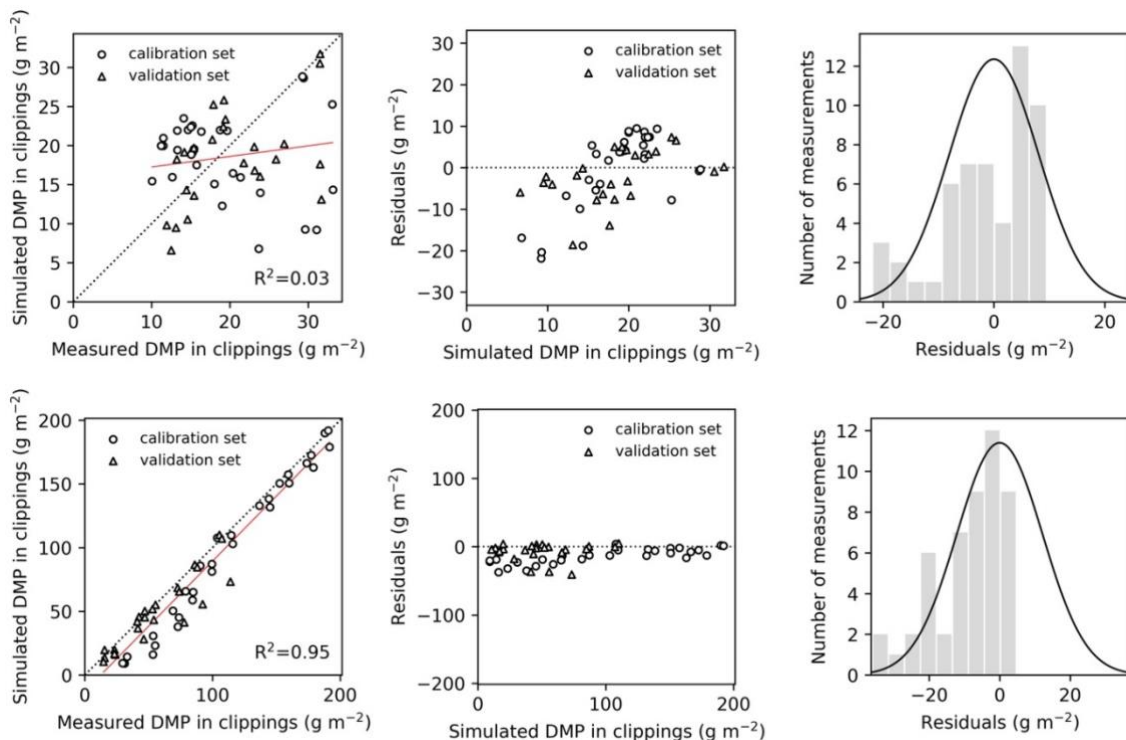 Simulated DMP in clippings (g m⁻²)
30
25
20
15
10
5
0
calibration set
validation set
R²=0.03
0 10 20 30
Measured DMP in clippings (g m⁻²)
Residuals (g m⁻²)
30
20
10
0
−10
−20
−30
calibration set
validation set
0 10 20 30
Simulated DMP in clippings (g m⁻²)
Number of measurements
12
10
8
6
4
2
0
−20 0 20
Residuals (g m⁻²)
Simulated DMP in clippings (g m⁻²)
200
150
100
50
0
calibration set
validation set
R²=0.95
0 100 200
Measured DMP in clippings (g m⁻²)
Residuals (g m⁻²)
200
100
0
−100
−200
calibration set
validation set
0 50 100 150 200
Simulated DMP in clippings (g m⁻²)
Number of measurements
12
10
8
6
4
2
0
−20 0 20
Residuals (g m⁻²)